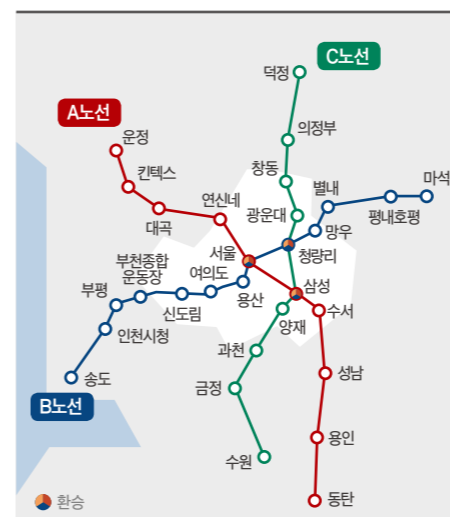 C노선
덕정
A노선
의정부
운정
창동
별내
마석
킨텍스
연신네
광운대
대곡
망우
평내호평
서울
청량리
부천종합
운동장
여의도
삼성
부평
신도림
용산
수서
인천시청
양재
과천
송도
성남
금정
B노선
용인
수원
환승
동탄